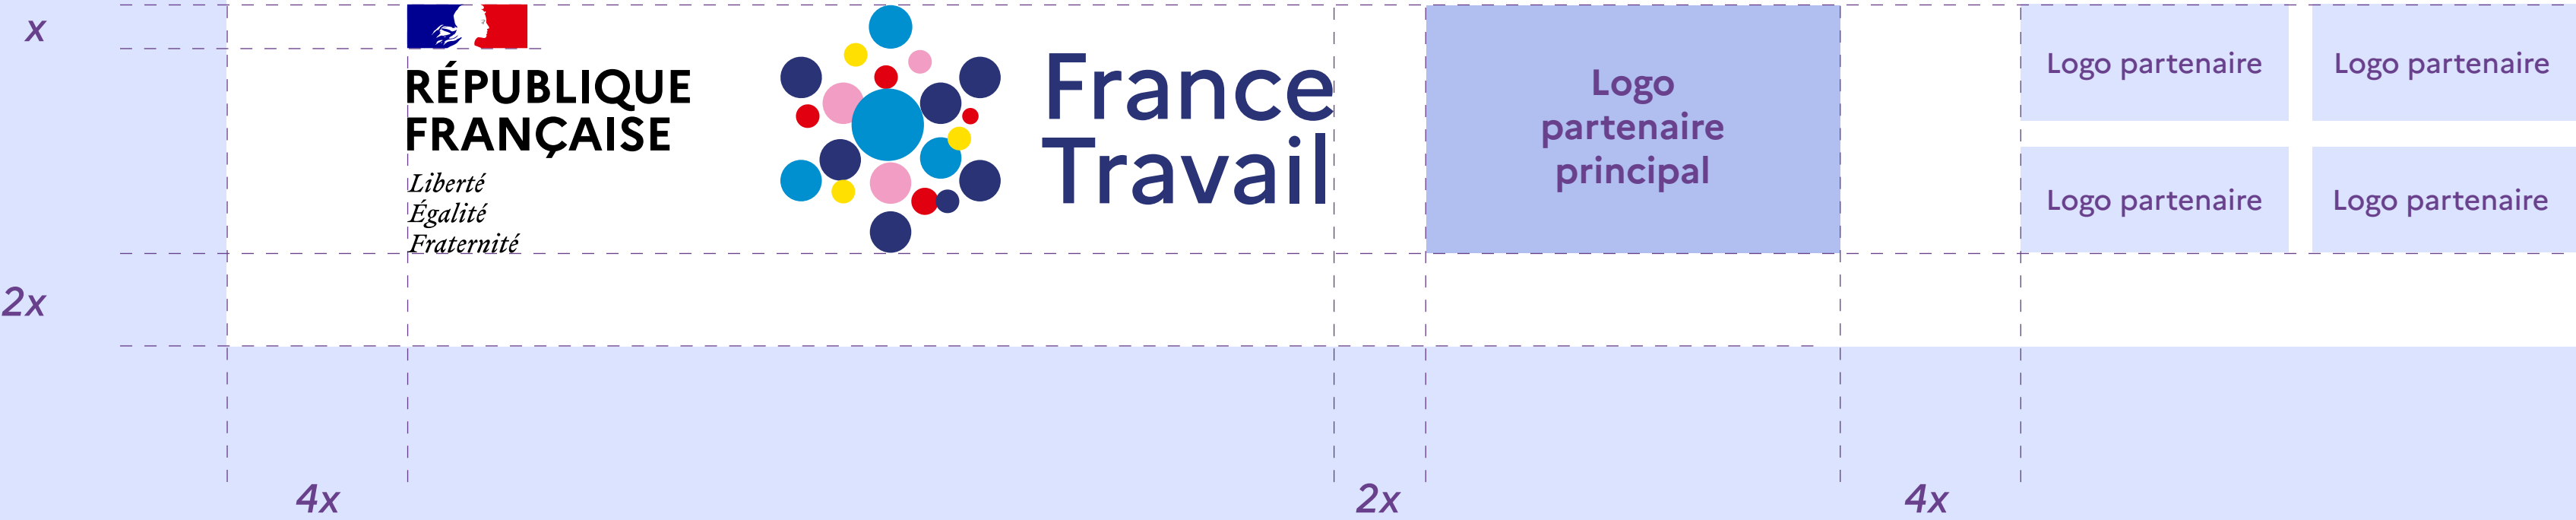 x
RÉPUBLIQUE
FRANÇAISE
Liberté
Égalité
Fraternité
France
Travail
Logo
partenaire
principal
Logo partenaire
Logo partenaire
Logo partenaire
Logo partenaire
2x
4x
2x
4x